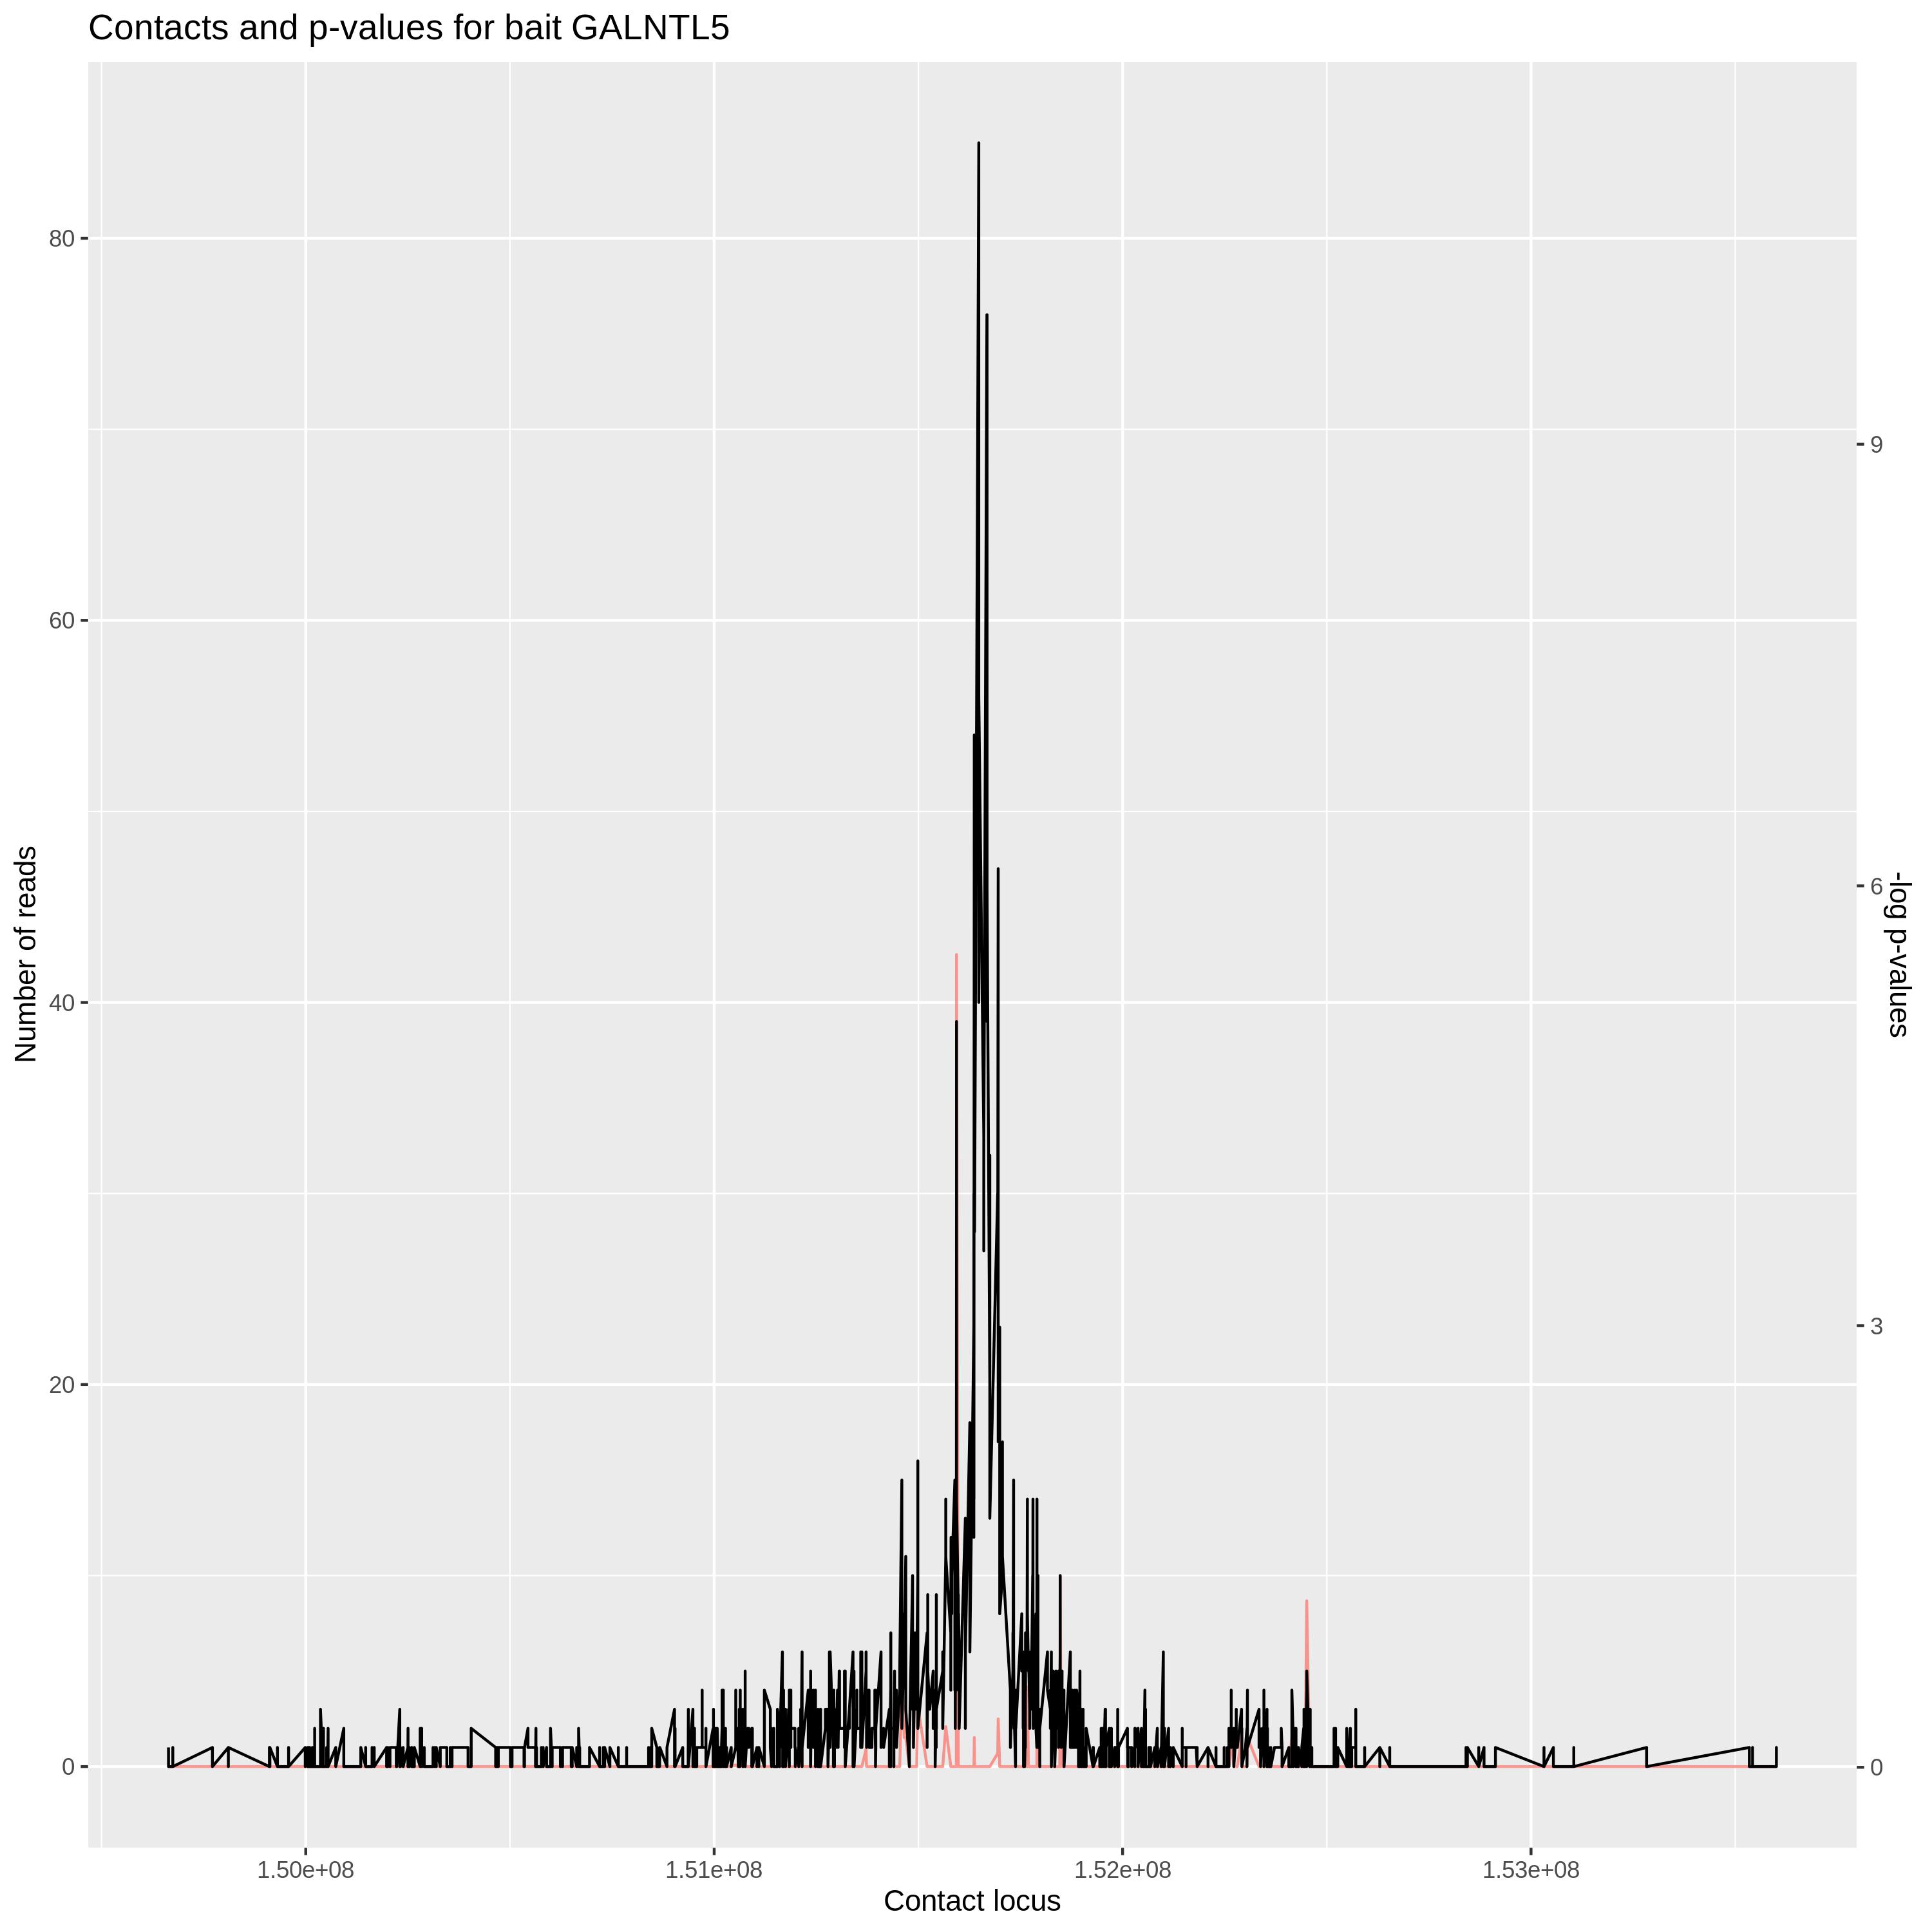 Contacts and p-values for bait GALNTL5
80
60
40
20
0
Number of reads
9
6
3
0
-log p-values
1.50e+08
1.51e+08
1.52e+08
1.53e+08
Contact locus